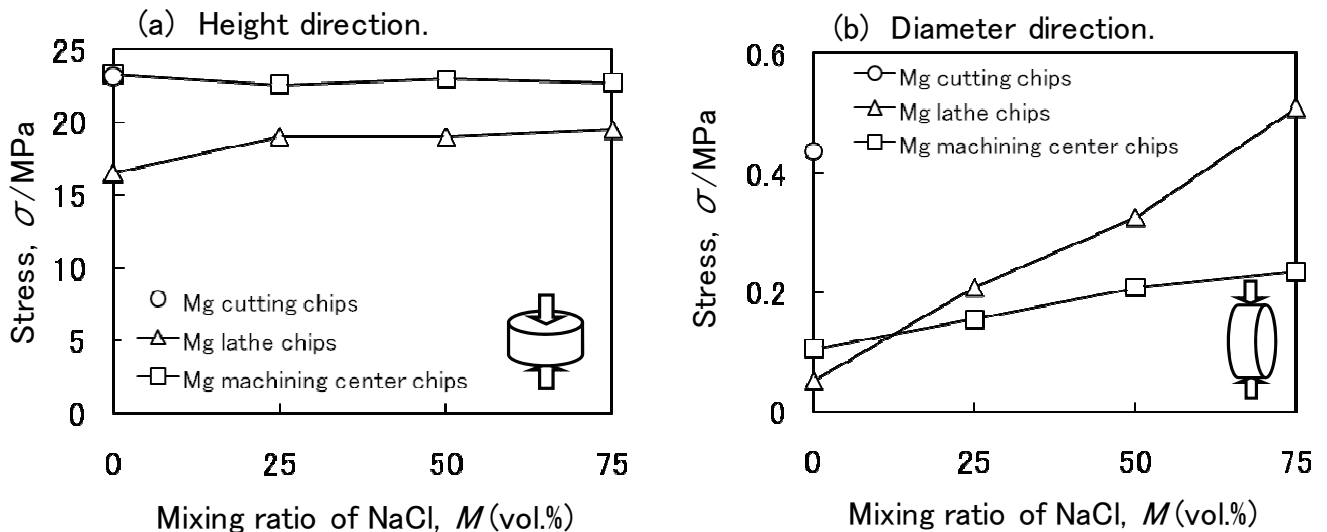 (a) Height direction.
25
20
15
10
5
0
Stress, σ/MPa
Mg cutting chips
Mg lathe chips
Mg machining center chips
0 25 50 75
Mixing ratio of NaCl, M(vol.%)
(b) Diameter direction.
0.6
0.4
0.2
0
Stress, σ/MPa
Mg cutting chips
Mg lathe chips
Mg machining center chips
0 25 50 75
Mixing ratio of NaCl, M(vol.%)